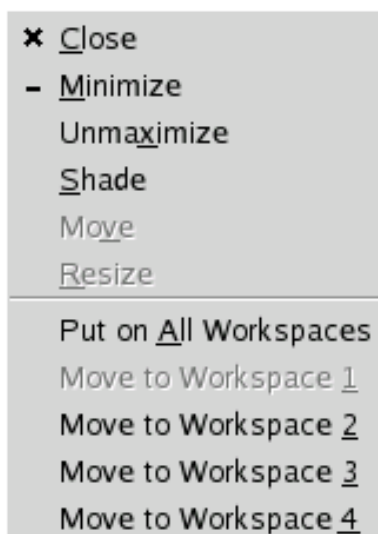 Close
Minimize
Unmaximize
Shade
Move
Resize
Put on All Workspaces
Move to Workspace 1
Move to Workspace 2
Move to Workspace 3
Move to Workspace 4